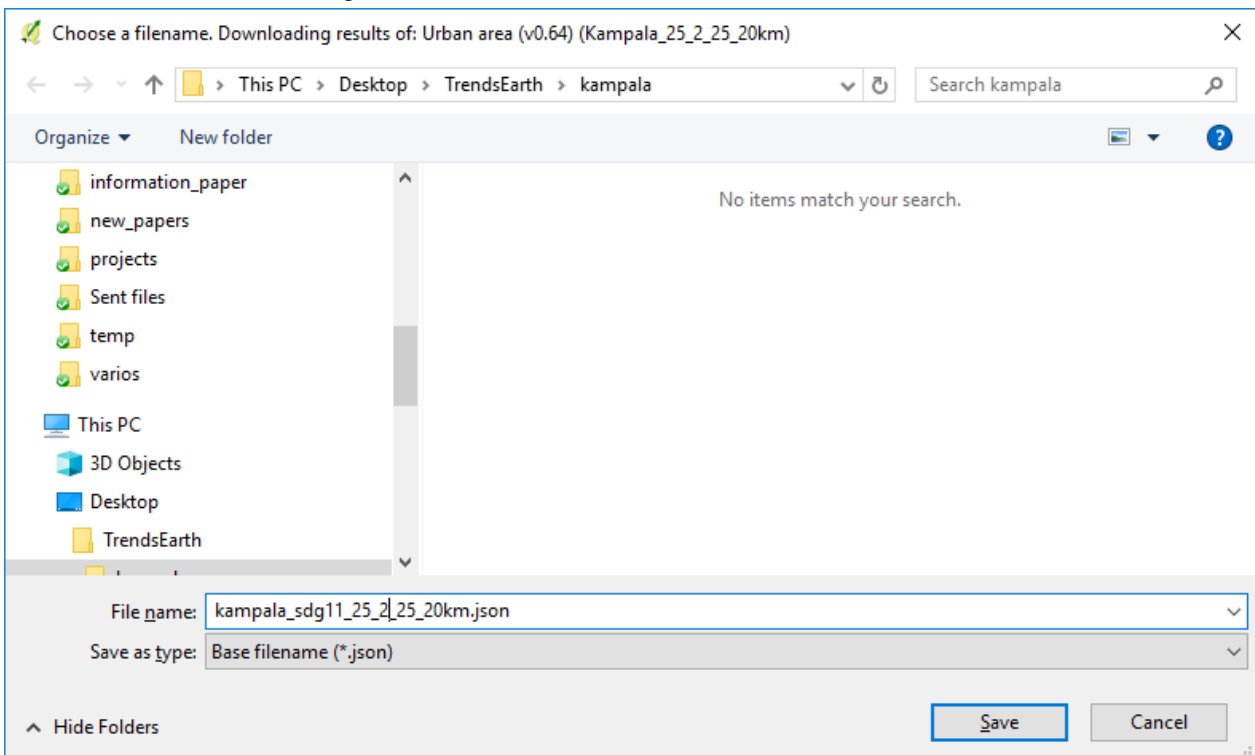 Choose a filename. Downloading results of: Urban area (v0.64) (Kampala_25_2_25_20km)
This PC > Desktop > TrendsEarth > kampala
Search kampala
Organize
New folder
information_paper
new_papers
projects
Sent files
temp
varios
This PC
3D Objects
Desktop
TrendsEarth
No items match your search.
File name: kampala_sdg11_25_2_25_20km.json
Save as type: Base filename (*.json)
Hide Folders
Save
Cancel